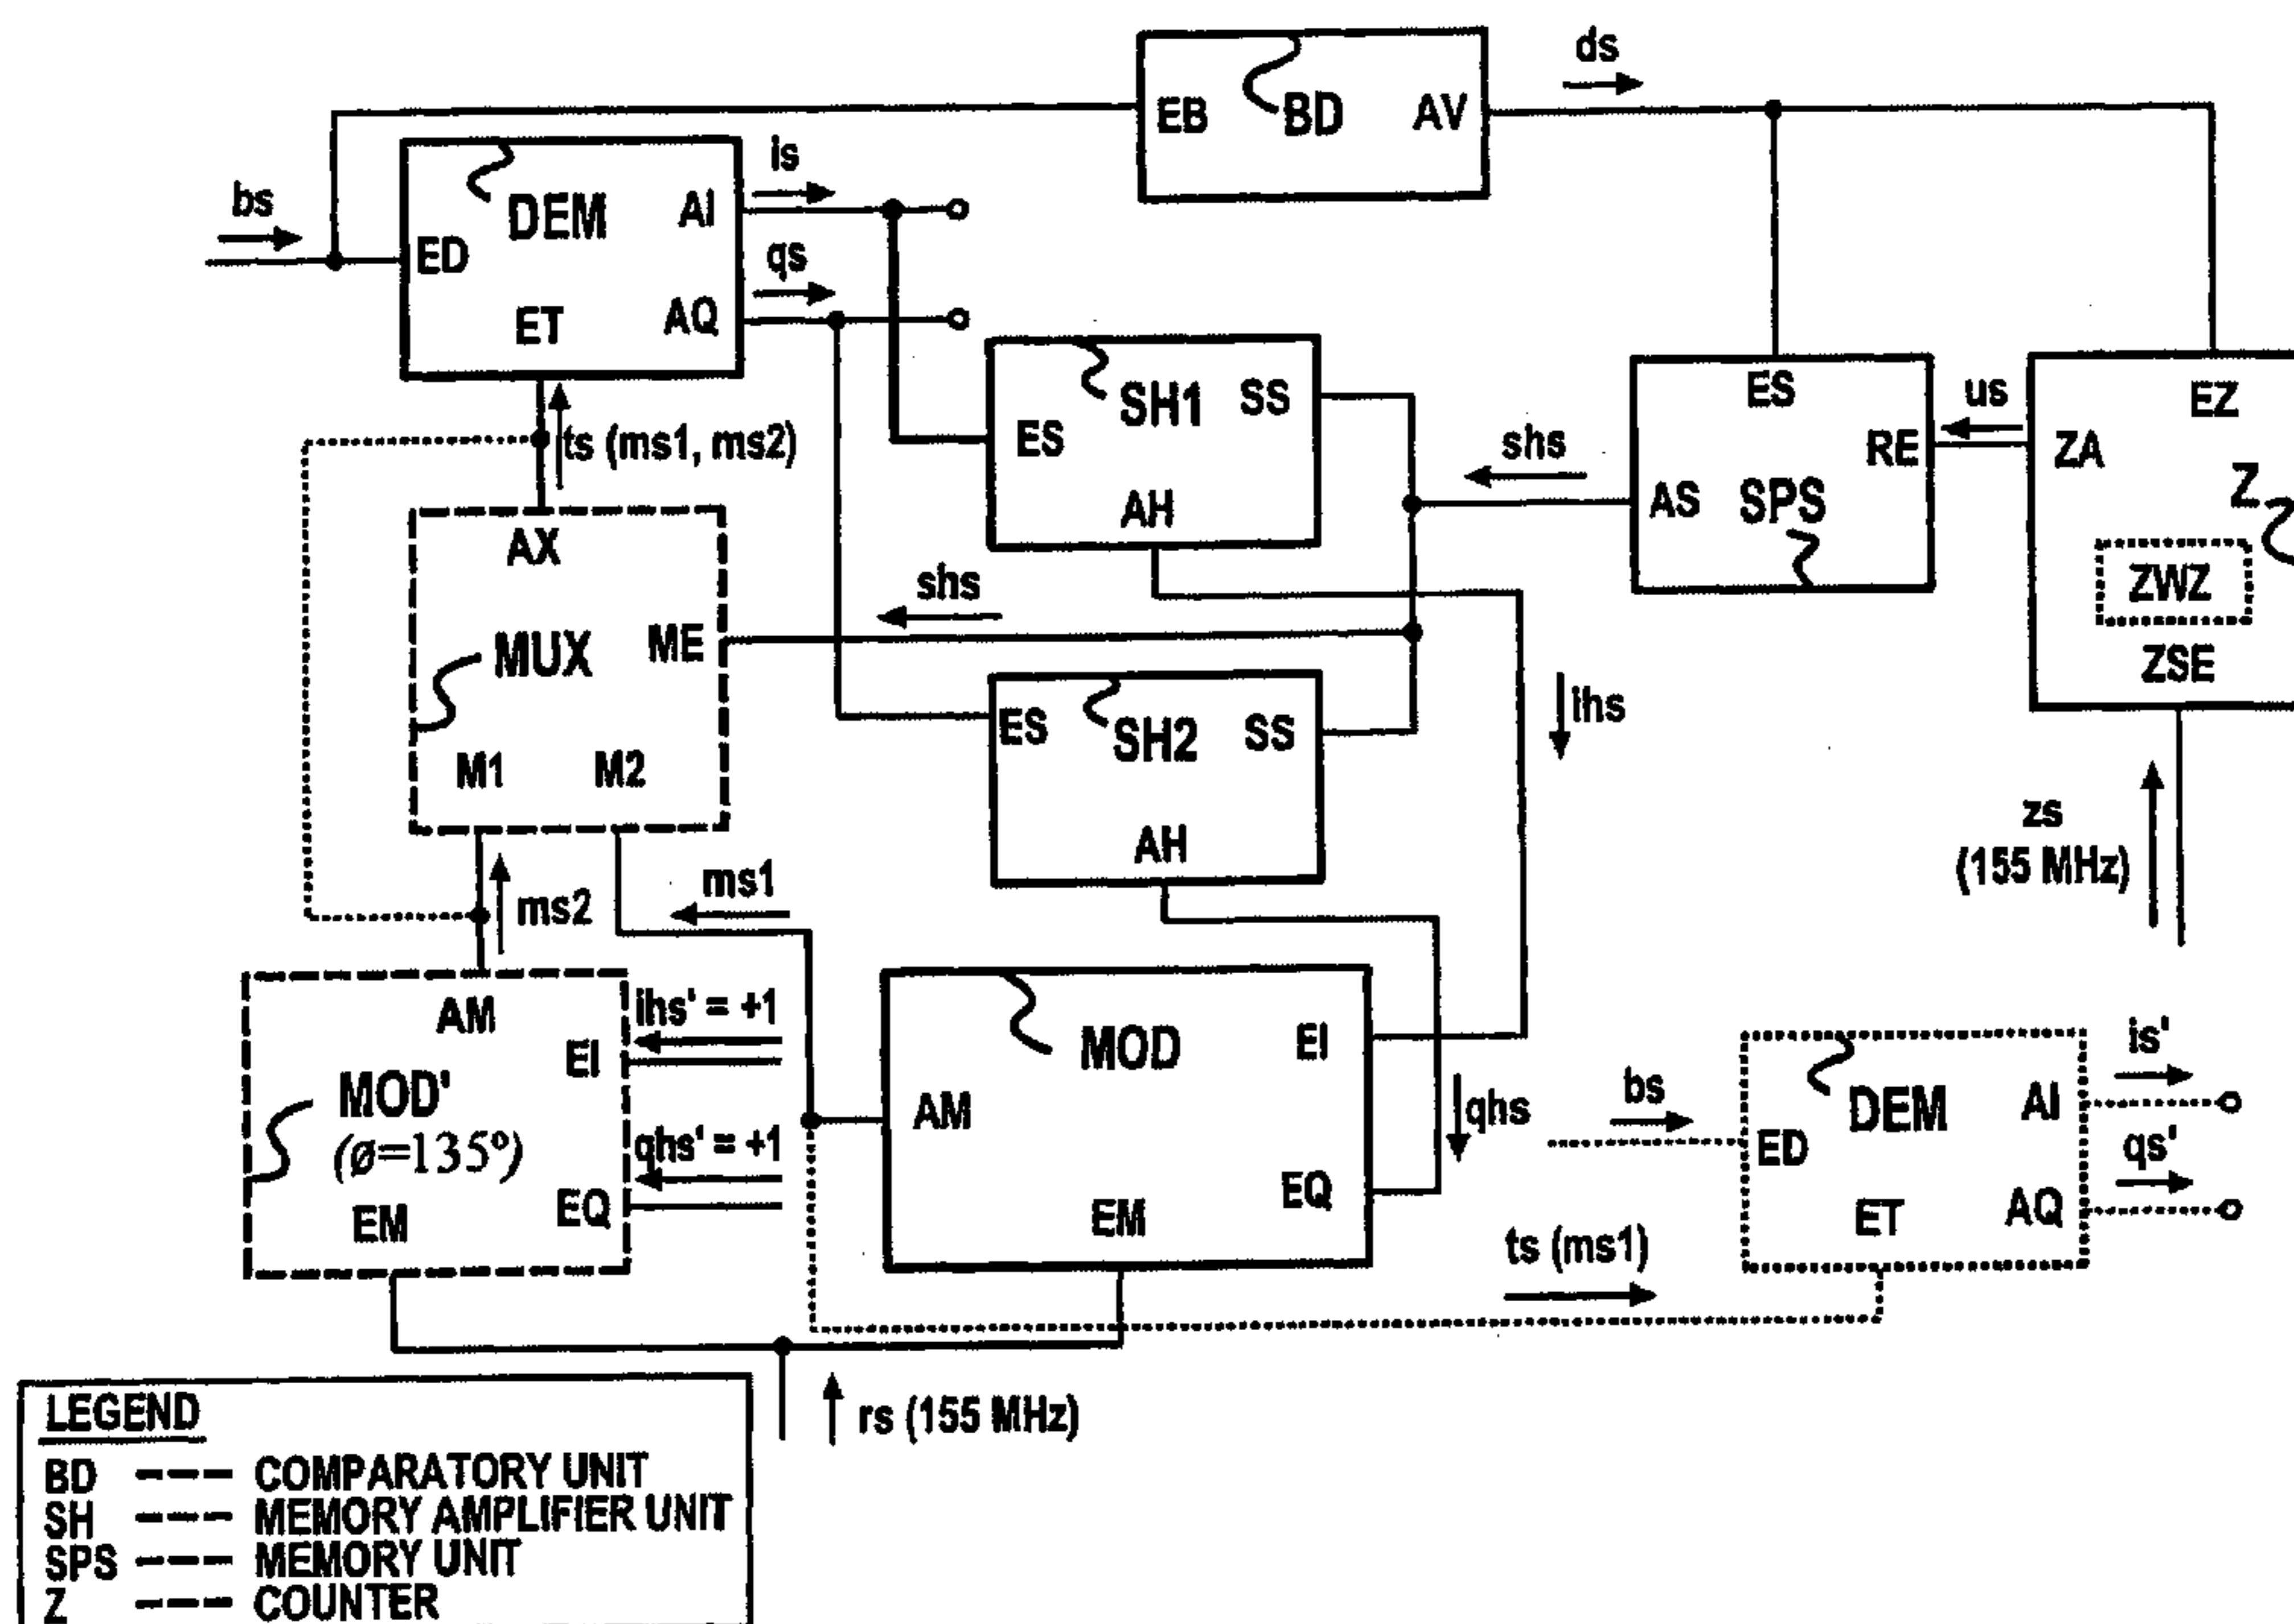 ds
EB
BD
AV
is
bs
DEM
AI
ED
qs
ET
AQ
SH1
SS
ES
us
EZ
ES
ts (ms1, ms2)
shs
RE
ZA
AH
AS
SPS
Z
AX
shs
ZWZ
MUX
ME
ZSE
ES
SH2
SS
ihs
M1
M2
zs
AH
(155 MHz)
ms1
ms2
AM
ihs' = +1
EI
MOD
EI
is'
MOD'
bs
DEM
AI
AM
qhs
(ø=135º)
qhs' = +1
ED
qs'
EQ
EM
EM
EQ
ET
AQ
ts (ms1)
rs (155 MHz)
LEGEND
BD --- COMPARATORY UNIT
SH --- MEMORY AMPLIFIER UNIT
SPS --- MEMORY UNIT
Z --- COUNTER